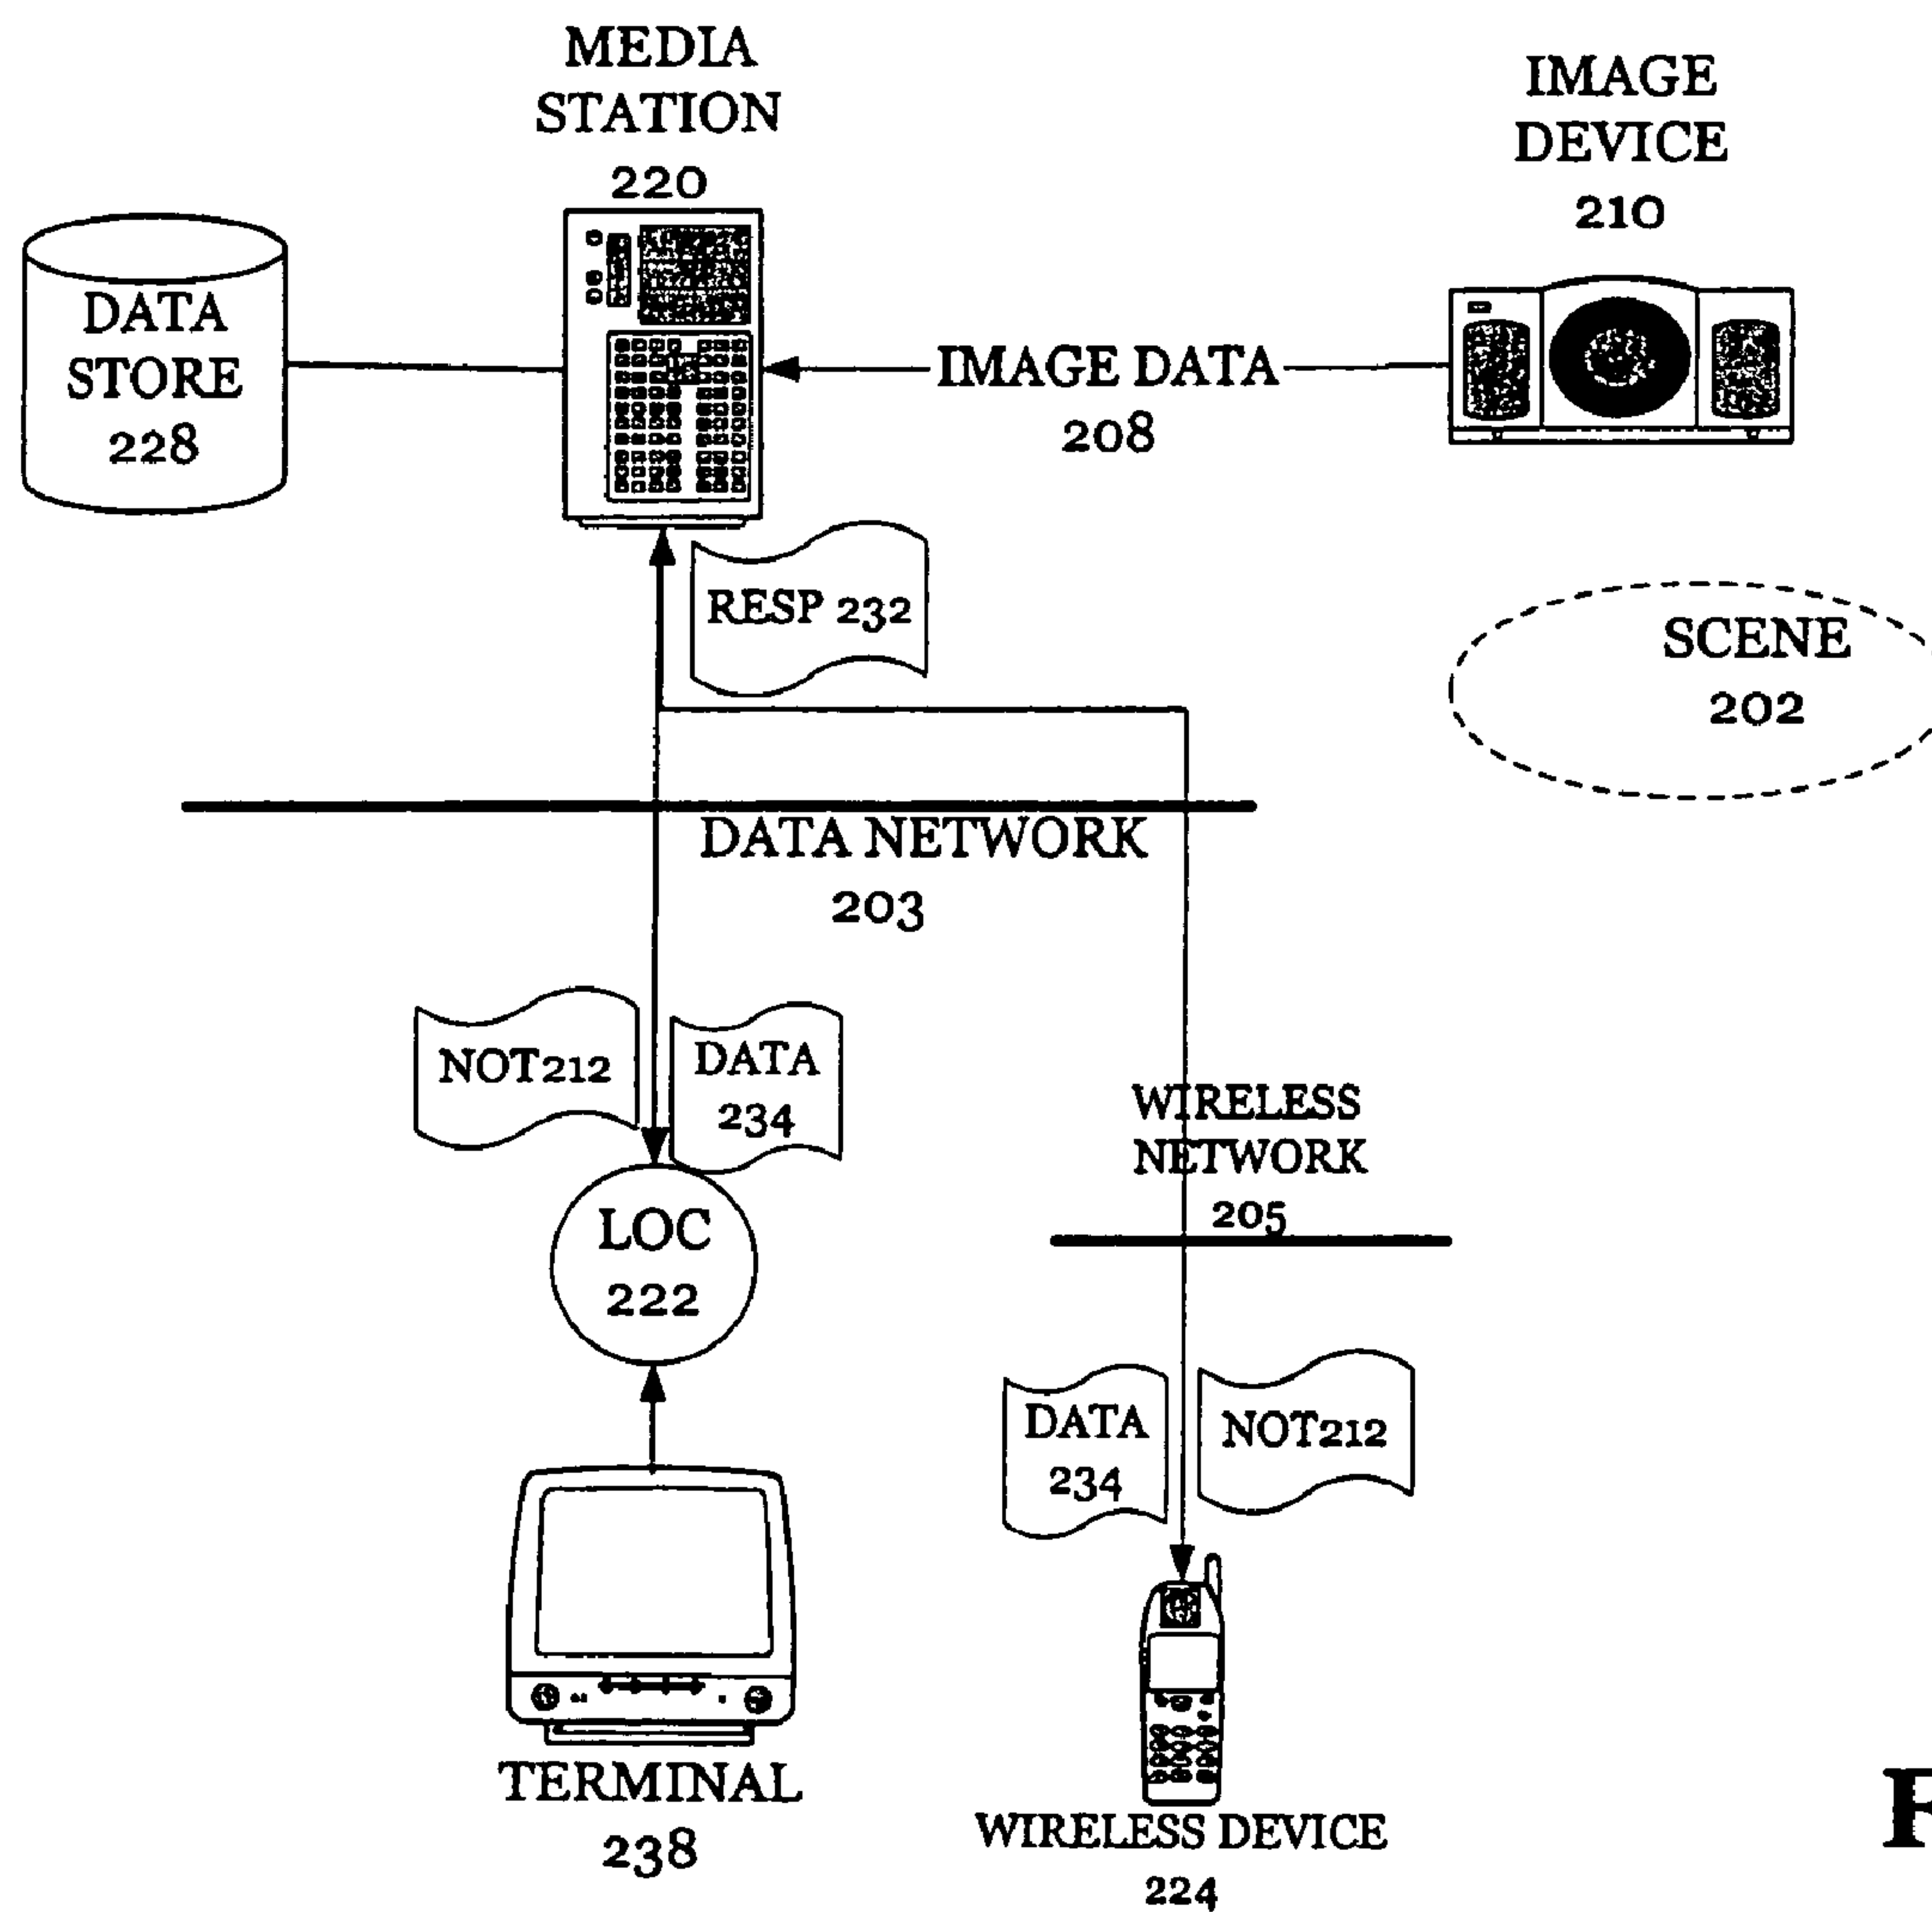 MEDIA
STATION
220
IMAGE
DEVICE
210
DATA
STORE
228
IMAGE DATA
208
RESP 232
SCENE
202
DATA NETWORK
203
NOT212
DATA
234
WIRELESS
NETWORK
205
LOC
222
DATA
234
NOT212
TERMINAL
238
WIRELESS DEVICE
224